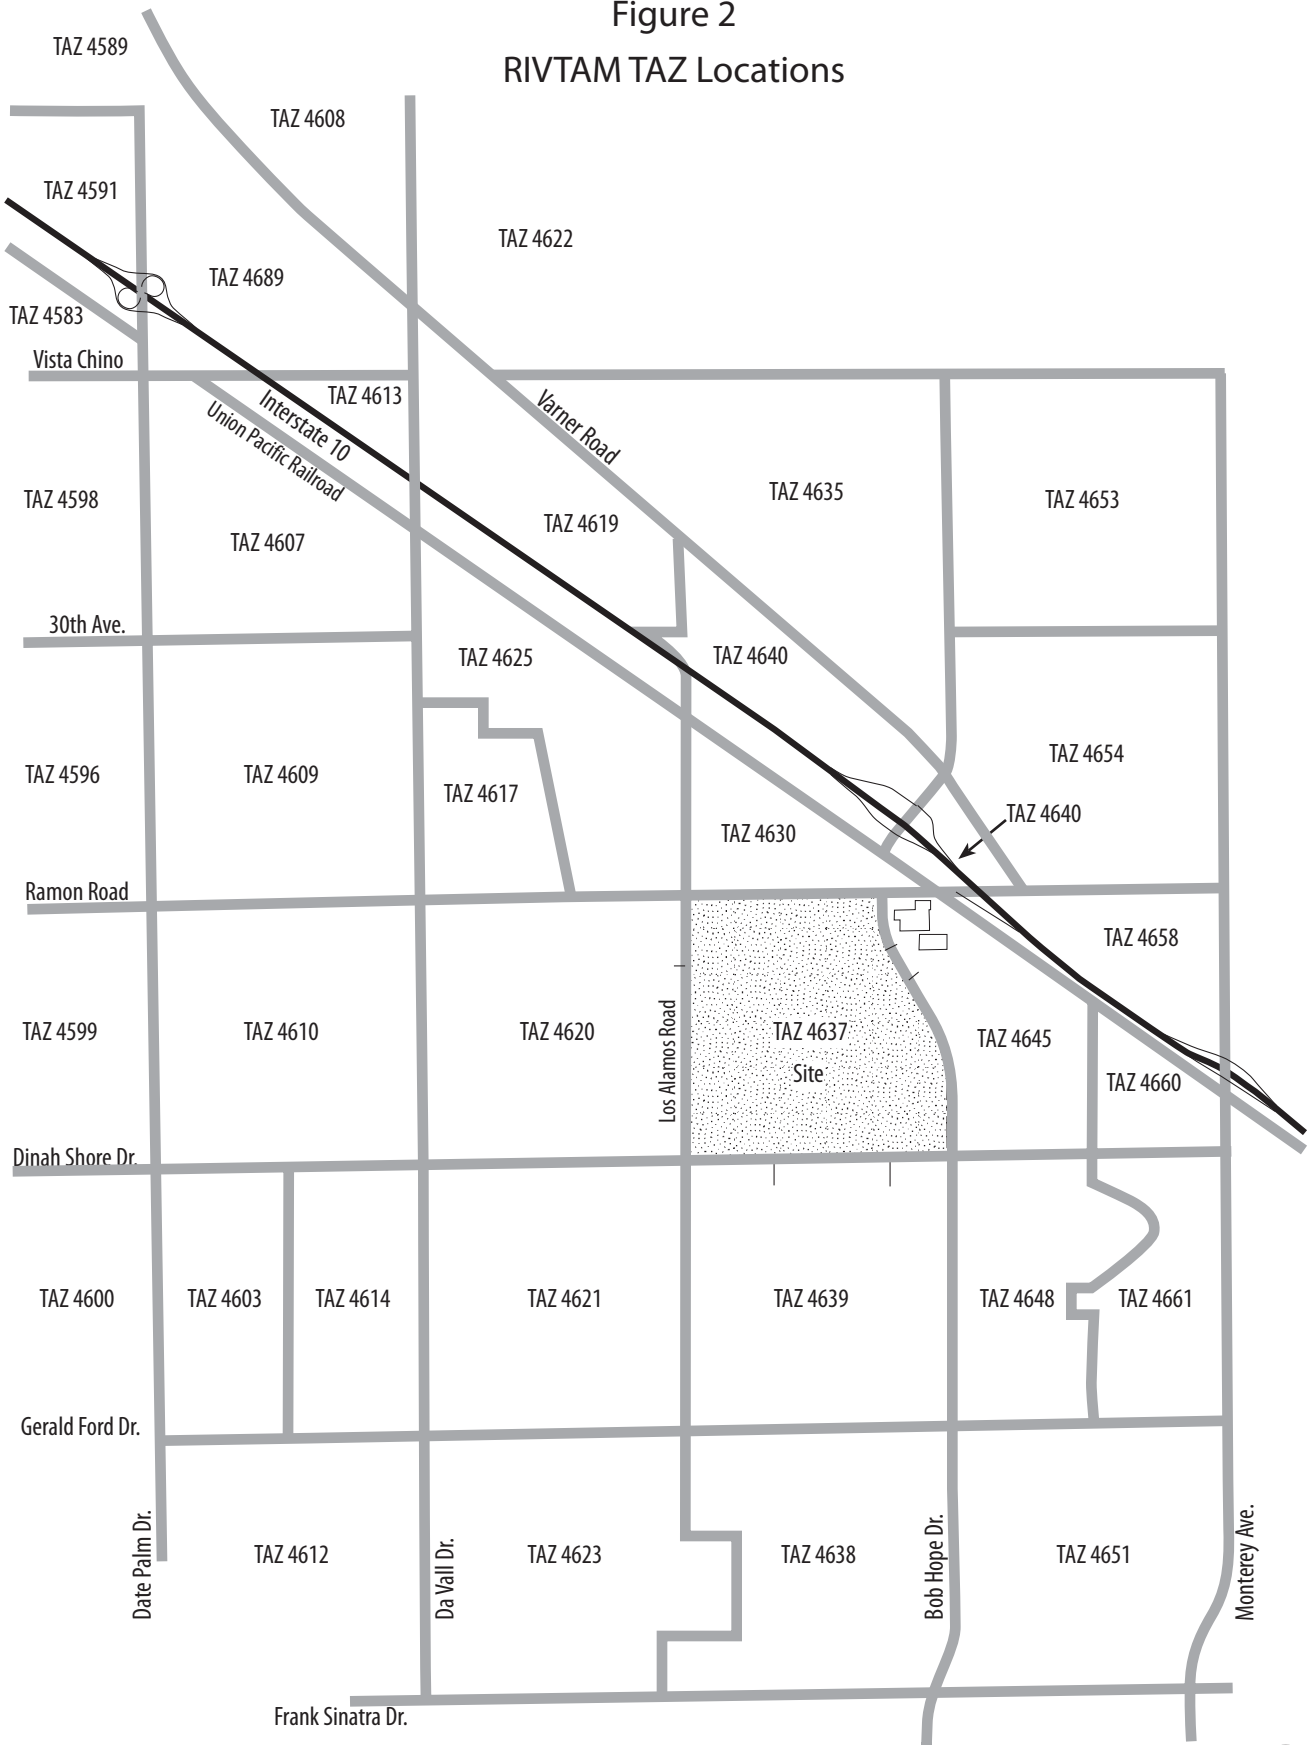 Figure 2
RIVTAM TAZ Locations
TAZ 4589
TAZ 4608
TAZ 4591
TAZ 4622
TAZ 4689
TAZ 4583
Vista Chino
TAZ 4613
Interstate 10
Union Pacific Railroad
Varner Road
TAZ 4598
TAZ 4607
TAZ 4619
TAZ 4635
TAZ 4653
30th Ave.
TAZ 4625
TAZ 4640
TAZ 4596
TAZ 4609
TAZ 4617
TAZ 4630
TAZ 4654
TAZ 4640
Ramon Road
TAZ 4658
TAZ 4599
TAZ 4610
TAZ 4620
Los Alamos Road
TAZ 4637
Site
TAZ 4645
TAZ 4660
Dinah Shore Dr.
TAZ 4600
TAZ 4603
TAZ 4614
TAZ 4621
TAZ 4639
TAZ 4648
TAZ 4661
Gerald Ford Dr.
Date Palm Dr.
TAZ 4612
Da Vall Dr.
TAZ 4623
TAZ 4638
Bob Hope Dr.
TAZ 4651
Monterey Ave.
Frank Sinatra Dr.